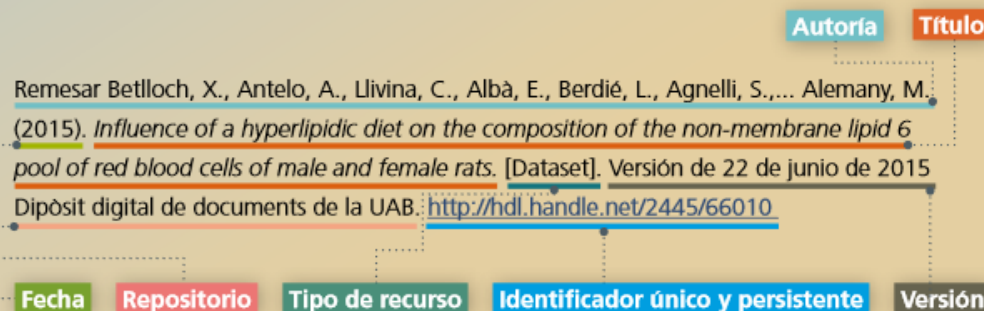 Autoría Título
Remesar Betlloch, X., Antelo, A., Llivina, C., Albà, E., Berdié, L., Agnelli, S.,... Alemany, M.
(2015). Influence of a hyperlipidic diet on the composition of the non-membrane lipid 6
pool of red blood cells of male and female rats. [Dataset]. Versión de 22 de junio de 2015
Dipòsit digital de documents de la UAB. http://hdl.handle.net/2445/66010
Fecha Repositorio Tipo de recurso Identificador único y persistente Versión